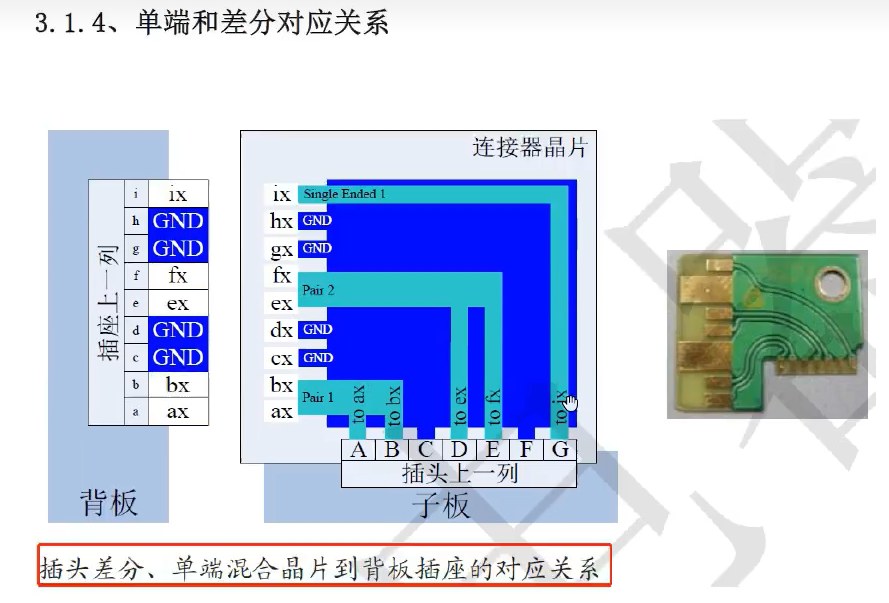 3.1.4、单端和差分对应关系
连接器晶片
插座上一列
i ix
h GND
g GND
f fx
e ex
d GND
c GND
b bx
a ax
背板
ix Single Ended 1
hx GND
gx GND
fx
Pair 2
ex
dx GND
cx GND
bx
Pair 1
ax
to ax
to bx
to ex
to fx
to ix
A B C D E F G
插头上一列
子板
插头差分、单端混合晶片到背板插座的对应关系